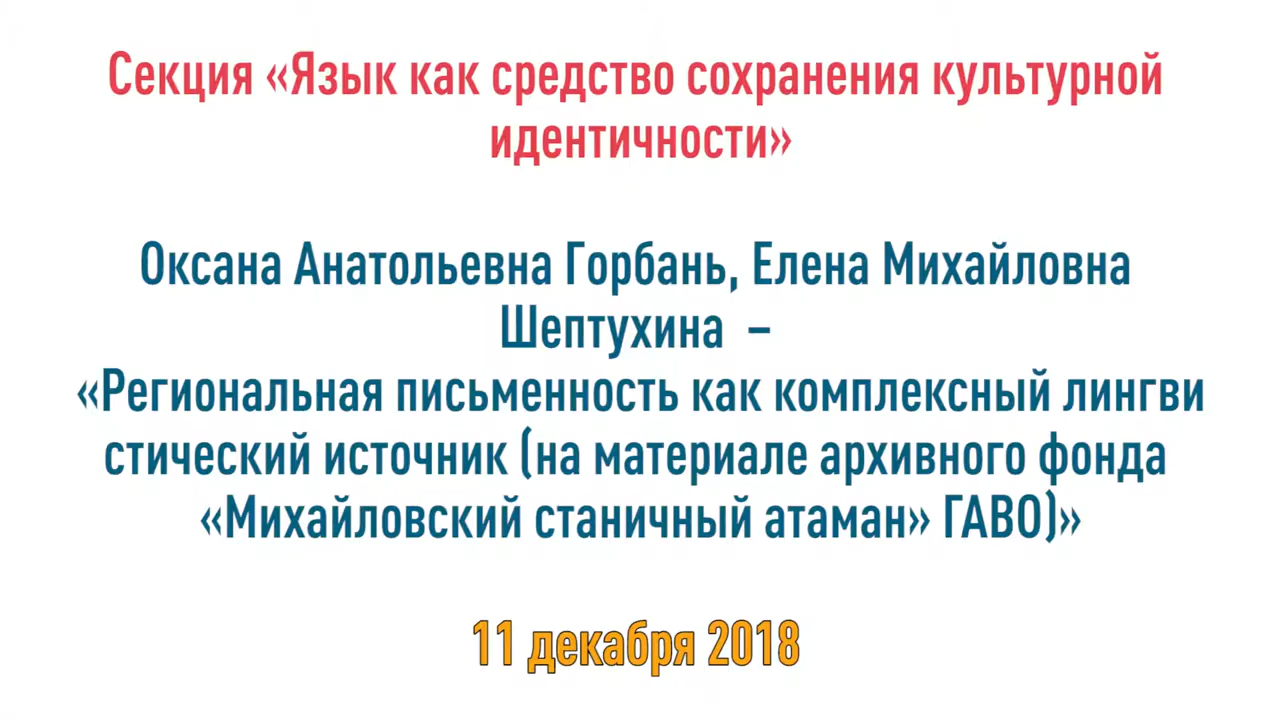 Секция «Язык как средство сохранения культурной
идентичности»
Оксана Анатольевна Горбань, Елена Михайловна
Шептухина –
«Региональная письменность как комплексный лингви
стический источник (на материале архивного фонда
«Михайловский станичный атаман» ГАВО)»
11 декабря 2018